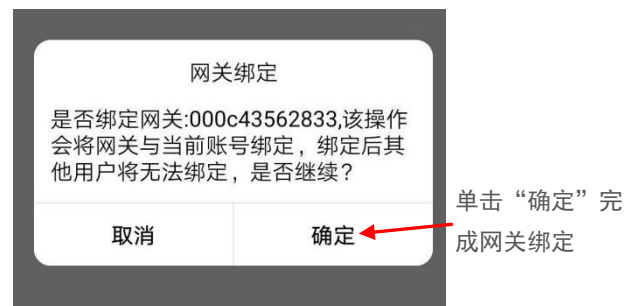 网关绑定
是否绑定网关:000c43562833,该操作
会将网关与当前账号绑定，绑定后其
他用户将无法绑定，是否继续？
取消
确定
单击“确定”完
成网关绑定